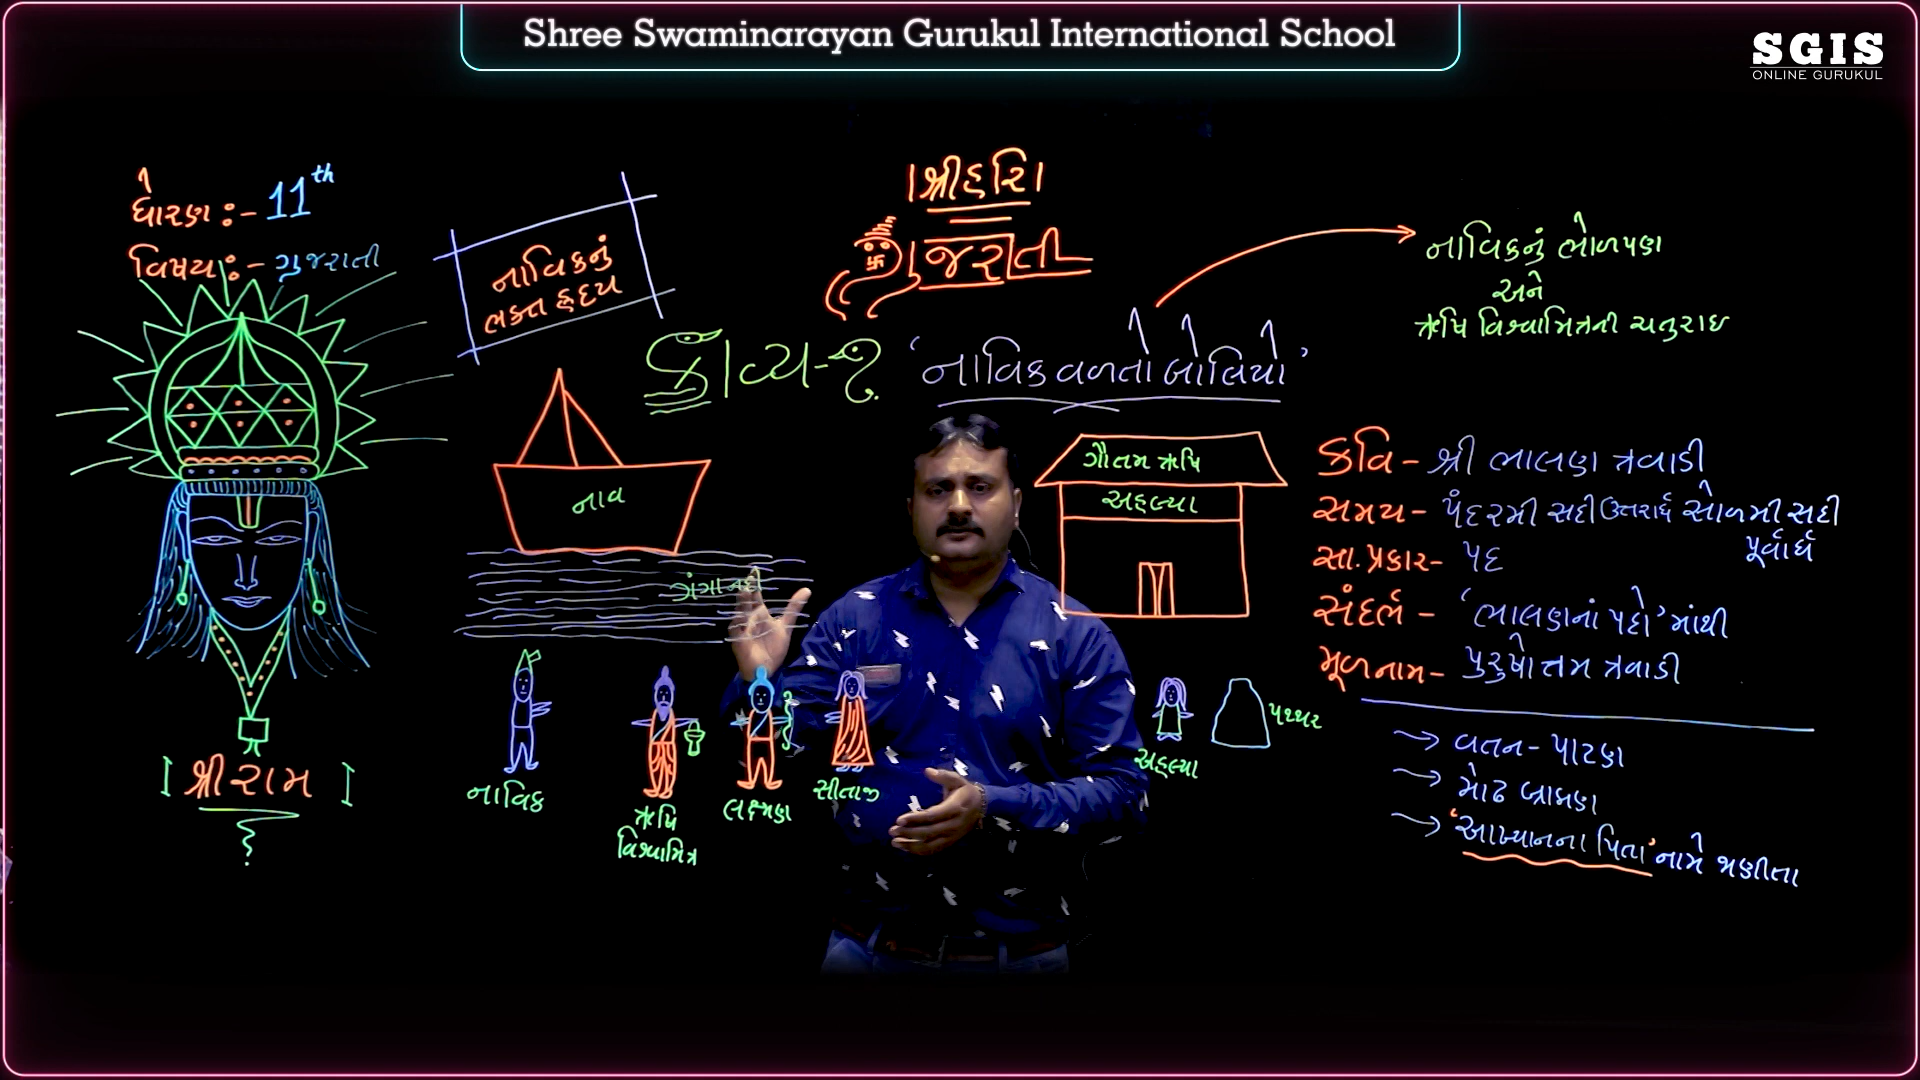 Shree Swaminarayan Gurukul International School
SGIS
ONLINE GURUKUL
ધોરણ :- 11th
વિષય :- ગુજરાતી
નાવિકનું
ભક્ત હૃદય
। શ્રી હરિ ।
ગુજરાતી
કાવ્ય-૨ 'નાવિક વળતો બોલિયો'
નાવિકનું ભોળપણ
અને
ઋષિ વિશ્વામિત્રની ચતુરાઇ
નાવ
ગંગા નદી
ગૌતમ ઋષિ
અહલ્યા
કવિ - શ્રી ભાલણ ત્રવાડી
સમય - પંદરમી સદી ઉત્તરાર્ધ સોળમી સદી
પૂર્વાર્ધ
સા. પ્રકાર - પદ
સંદર્ભ - 'ભાલણનાં પદો' માંથી
મૂળનામ - પુરુષોત્તમ ત્રવાડી
→ વતન - પાટણ
→ મોઢ બ્રાહ્મણ
→ 'આખ્યાનના પિતા' નામે જાણીતા
શ્રી રામ
નાવિક
ઋષિ
વિશ્વામિત્ર
લક્ષ્મણ
સીતાજી
અહલ્યા
પથ્થર